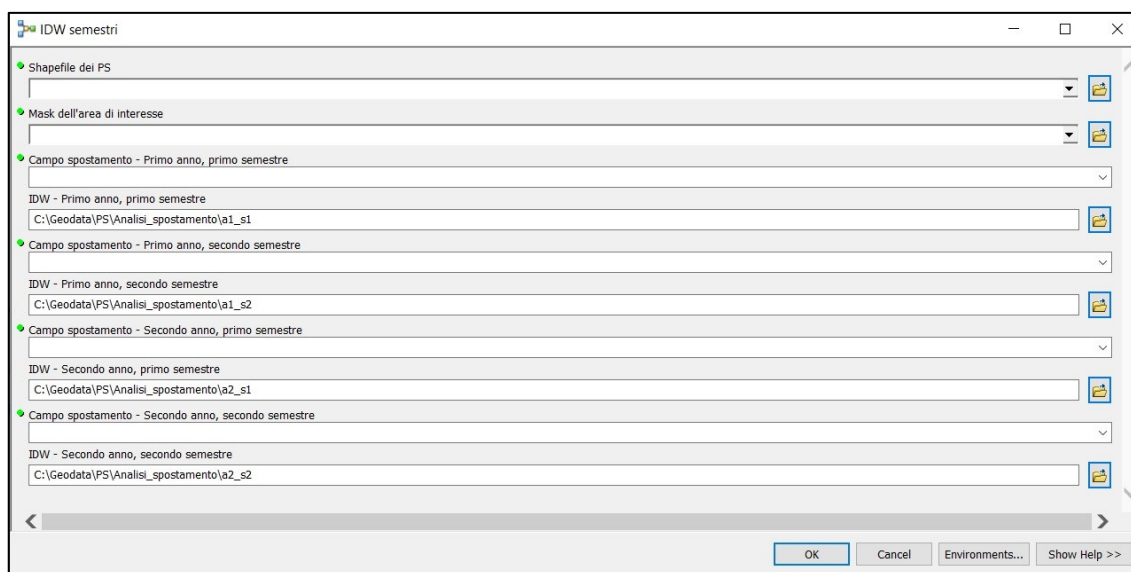 IDW semestri
Shapefile dei PS
Mask dell'area di interesse
Campo spostamento - Primo anno, primo semestre
IDW - Primo anno, primo semestre
C:\Geodata\PS\Analisi_spostamento\a1_s1
Campo spostamento - Primo anno, secondo semestre
IDW - Primo anno, secondo semestre
C:\Geodata\PS\Analisi_spostamento\a1_s2
Campo spostamento - Secondo anno, primo semestre
IDW - Secondo anno, primo semestre
C:\Geodata\PS\Analisi_spostamento\a2_s1
Campo spostamento - Secondo anno, secondo semestre
IDW - Secondo anno, secondo semestre
C:\Geodata\PS\Analisi_spostamento\a2_s2
OK Cancel Environments... Show Help >>